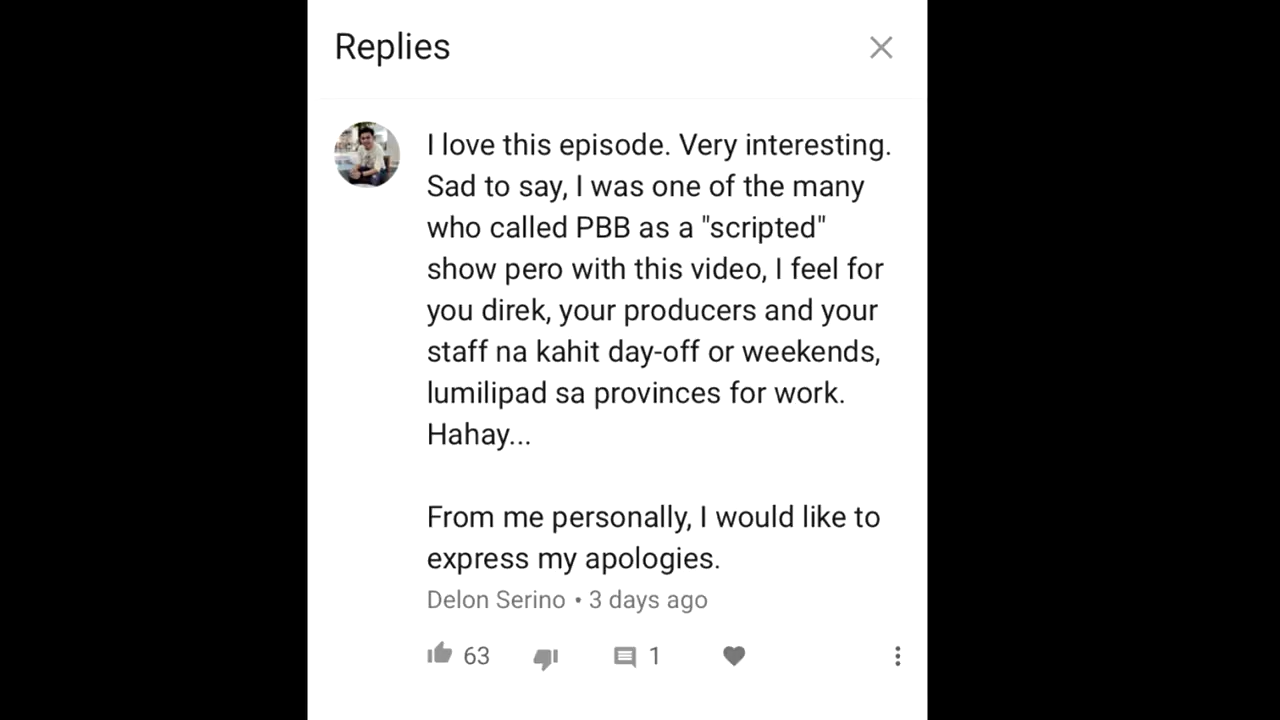 Replies
I love this episode. Very interesting.
Sad to say, I was one of the many
who called PBB as a "scripted"
show pero with this video, I feel for
you direk, your producers and your
staff na kahit day-off or weekends,
lumilipad sa provinces for work.
Hahay...
From me personally, I would like to
express my apologies.
Delon Serino • 3 days ago
63 1